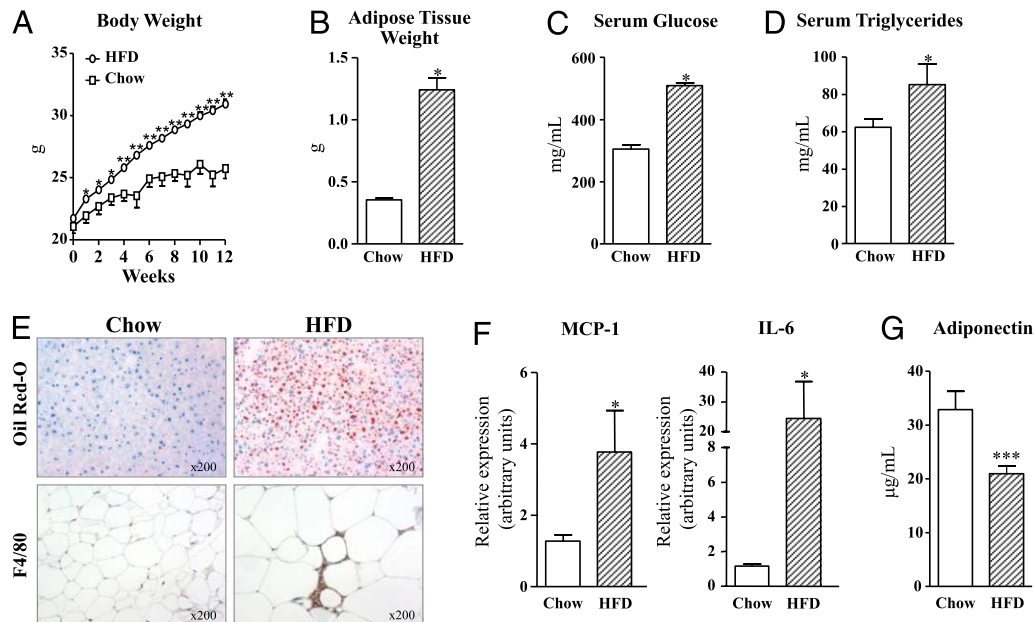 A
Body Weight
35
30
25
20
g
HFD
Chow
*
*
*
**
**
**
**
**
**
**
**
**
0
2
4
6
8
10
12
Weeks
B
Adipose Tissue
Weight
1.5
1.0
0.5
0.0
g
*
Chow
HFD
C
Serum Glucose
600
400
200
0
mg/mL
*
Chow
HFD
D
Serum Triglycerides
100
80
60
40
20
0
mg/mL
*
Chow
HFD
E
Chow
HFD
Oil Red-O
x200
x200
F4/80
x200
x200
F
MCP-1
6
4
2
0
Relative expression
(arbitrary units)
*
Chow
HFD
IL-6
40
30
20
8
6
4
2
0
Relative expression
(arbitrary units)
*
Chow
HFD
G
Adiponectin
40
30
20
10
0
µg/mL
***
Chow
HFD